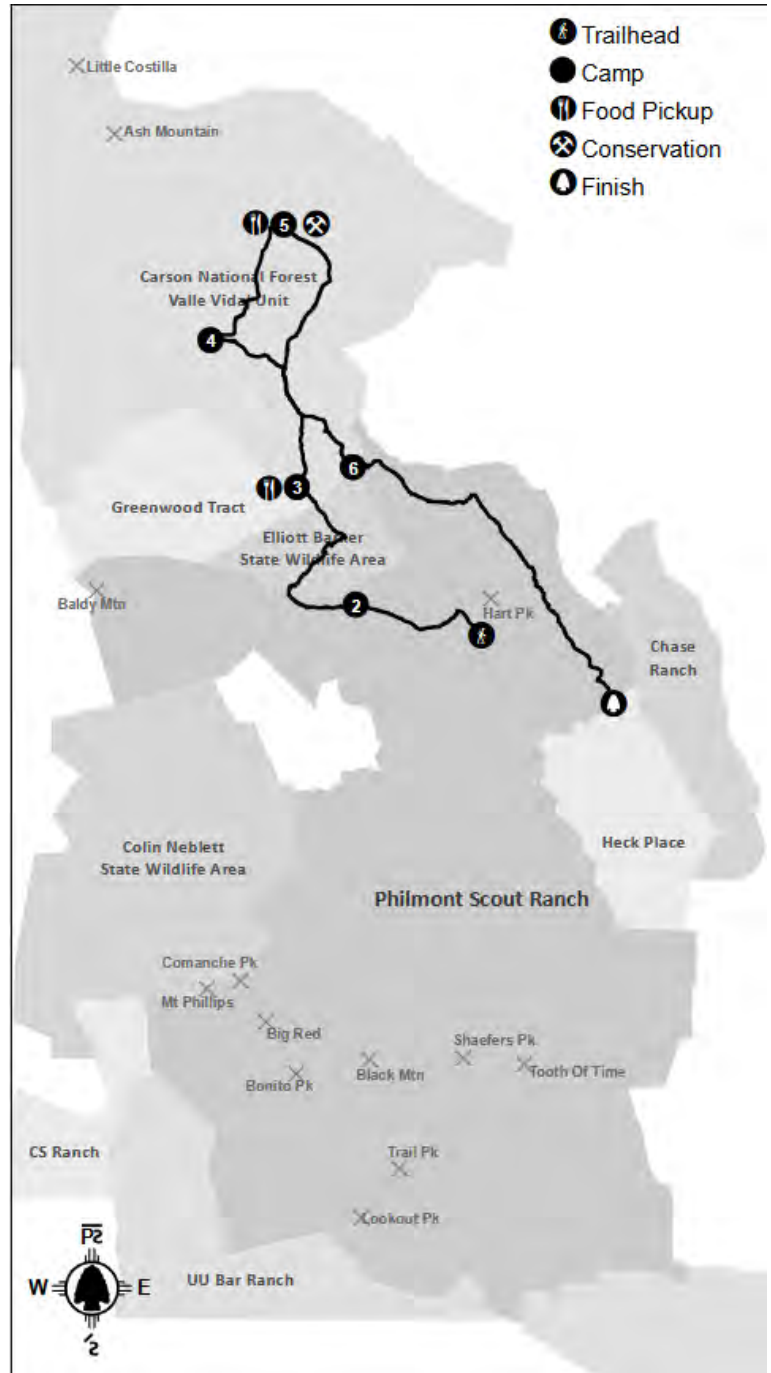 Trailhead
Camp
Food Pickup
Conservation
Finish
Little Costilla
Ash Mountain
5
Carson National Forest
Valle Vidal Unit
4
6
3
Greenwood Tract
Elliott Barker
State Wildlife Area
Baldy Mtn
2
Hart Pk
Chase
Ranch
Heck Place
Colin Neblett
State Wildlife Area
Philmont Scout Ranch
Comanche Pk
Mt Phillips
Big Red
Bonito Pk
Black Mtn
Shaefers Pk
Tooth Of Time
Trail Pk
Lookout Pk
CS Ranch
UU Bar Ranch
W
E